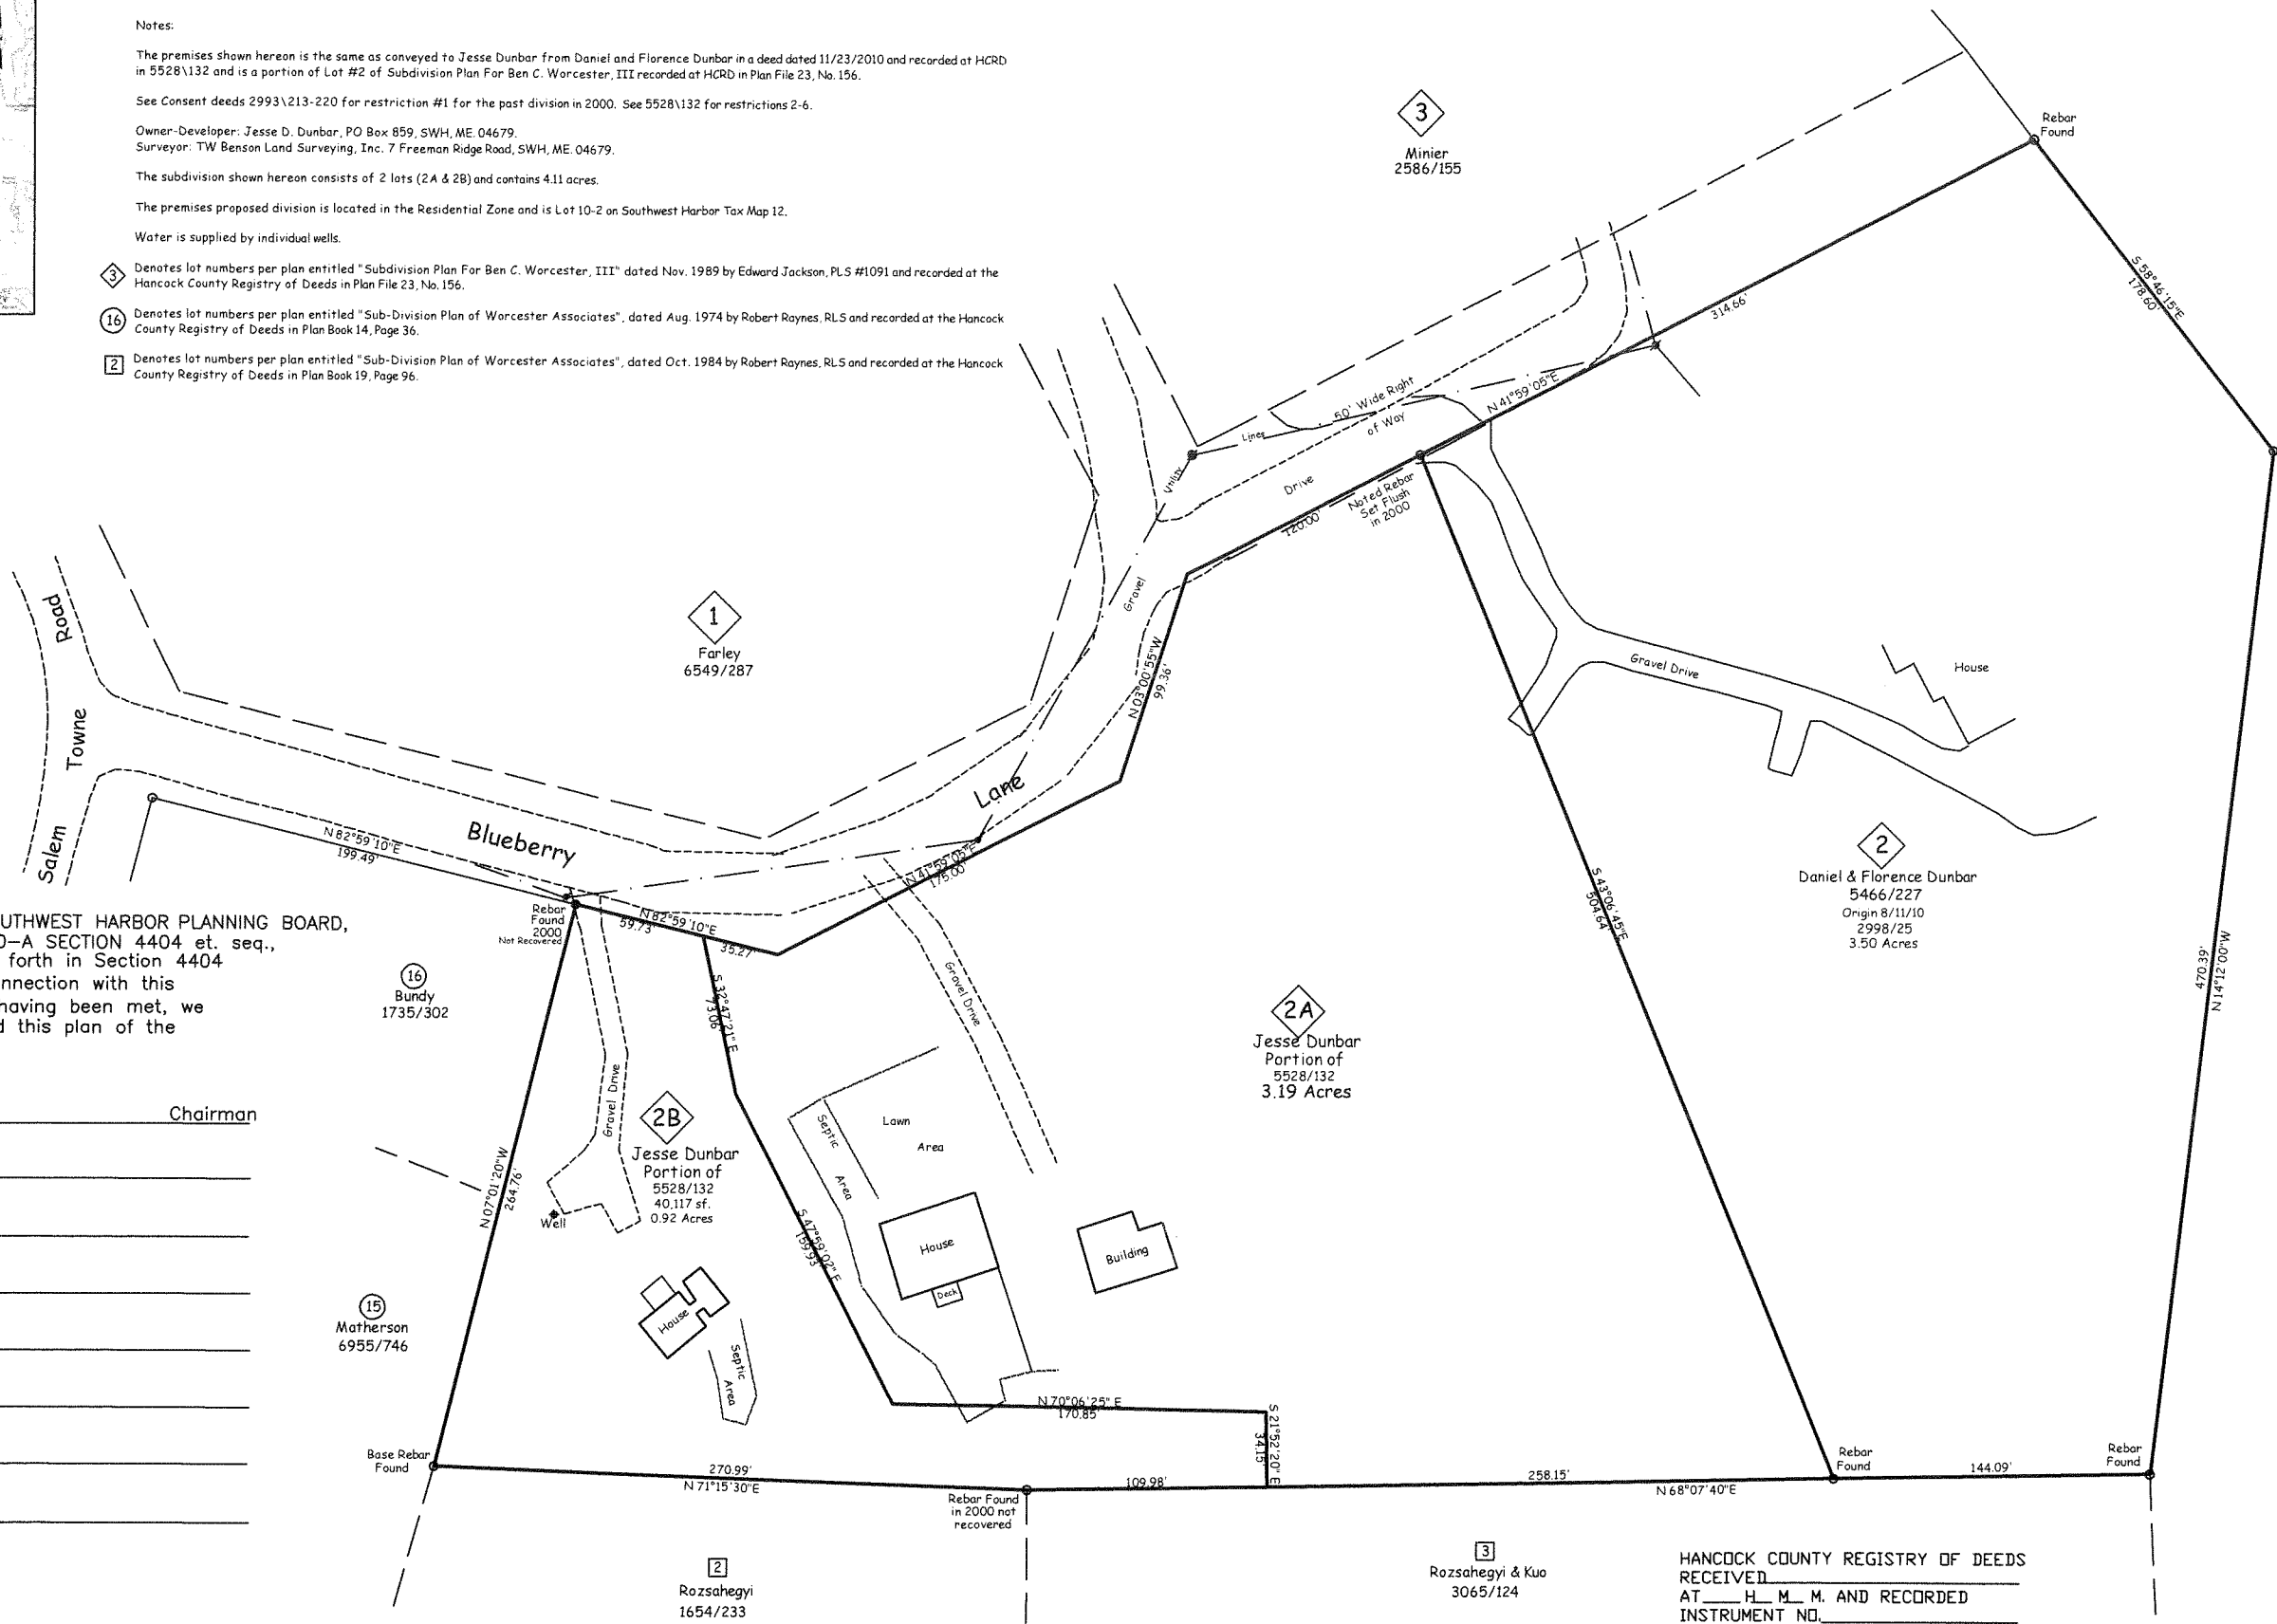 Notes:
The premises shown hereon is the same as conveyed to Jesse Dunbar from Daniel and Florence Dunbar in a deed dated 11/23/2010 and recorded at HCRD
in 5528\132 and is a portion of Lot #2 of Subdivision Plan For Ben C. Worcester, III recorded at HCRD in Plan File 23, No. 156.
See Consent deeds 2993\213-220 for restriction #1 for the past division in 2000. See 5528\132 for restrictions 2-6.
Owner-Developer: Jesse D. Dunbar, PO Box 859, SWH, ME. 04679.
Surveyor: TW Benson Land Surveying, Inc. 7 Freeman Ridge Road, SWH, ME. 04679.
The subdivision shown hereon consists of 2 lots (2A & 2B) and contains 4.11 acres.
The premises proposed division is located in the Residential Zone and is Lot 10-2 on Southwest Harbor Tax Map 12.
Water is supplied by individual wells.
3 Denotes lot numbers per plan entitled "Subdivision Plan For Ben C. Worcester, III" dated Nov. 1989 by Edward Jackson, PLS #1091 and recorded at the
Hancock County Registry of Deeds in Plan File 23, No. 156.
16 Denotes lot numbers per plan entitled "Sub-Division Plan of Worcester Associates", dated Aug. 1974 by Robert Raynes, RLS and recorded at the Hancock
County Registry of Deeds in Plan Book 14, Page 36.
2 Denotes lot numbers per plan entitled "Sub-Division Plan of Worcester Associates", dated Oct. 1984 by Robert Raynes, RLS and recorded at the Hancock
County Registry of Deeds in Plan Book 19, Page 96.
3
Minier
2586/155
Rebar
Found
S 58°46'15"E
178.60'
314.66'
N 41°59'05"E
50' Wide Right
of Way
Utility
Lines
Gravel
Drive
Noted Rebar
Set Flush
in 2000
120.00'
N 03°00'55"W
99.36'
1
Farley
6549/287
Salem Towne Road
Blueberry Lane
N 82°59'10"E
199.49'
N 41°59'05"E
175.00'
Rebar
Found
2000
Not Recovered
N 82°59'10"E
59.73'
35.27'
Gravel Drive
House
2
Daniel & Florence Dunbar
5466/227
Origin 8/11/10
2998/25
3.50 Acres
S 43°06'45"E
504.64'
470.39'
N 14°12'00"W
UTHWEST HARBOR PLANNING BOARD,
0-A SECTION 4404 et. seq.,
forth in Section 4404
nnection with this
having been met, we
d this plan of the
Chairman
16
Bundy
1735/302
S 32°47'21" E
73.06'
Gravel Drive
2A
Jesse Dunbar
Portion of
5528/132
3.19 Acres
Gravel Drive
2B
Jesse Dunbar
Portion of
5528/132
40,117 sf.
0.92 Acres
Well
N 07°01'20"W
264.76'
Septic
Area
Lawn
Area
House
Deck
Building
S 47°59'02" E
159.93'
15
Matherson
6955/746
House
Septic
Area
N 70°06'25" E
170.85'
S 21°52'20" E
34.15'
Base Rebar
Found
270.99'
N 71°15'30"E
Rebar Found
in 2000 not
recovered
109.98'
258.15'
N 68°07'40"E
Rebar
Found
144.09'
Rebar
Found
2
Rozsahegyi
1654/233
3
Rozsahegyi & Kuo
3065/124
HANCOCK COUNTY REGISTRY OF DEEDS
RECEIVED
AT____H__ M__ M. AND RECORDED
INSTRUMENT NO.